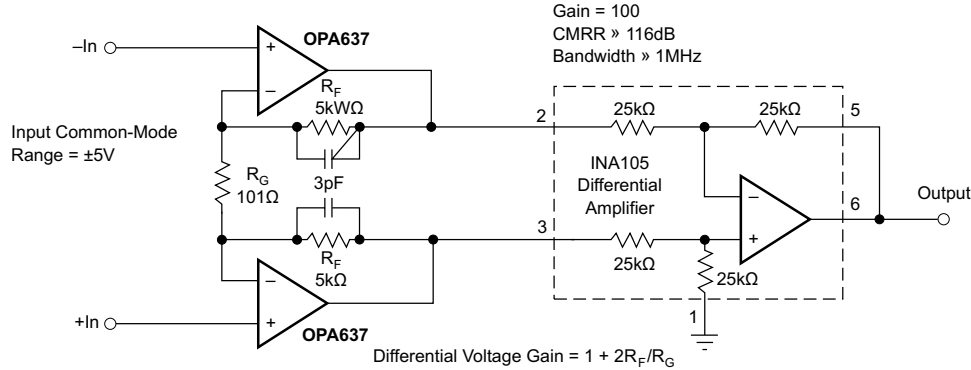 Gain = 100
CMRR » 116dB
Bandwidth » 1MHz
–In
OPA637
R_F
5kWΩ
3pF
Input Common-Mode
Range = ±5V
R_G
101Ω
R_F
5kΩ
+In
OPA637
2
25kΩ
25kΩ
5
INA105
Differential
Amplifier
6
Output
3
25kΩ
25kΩ
1
Differential Voltage Gain = 1 + 2R_F/R_G
+
–
–
+
–
+